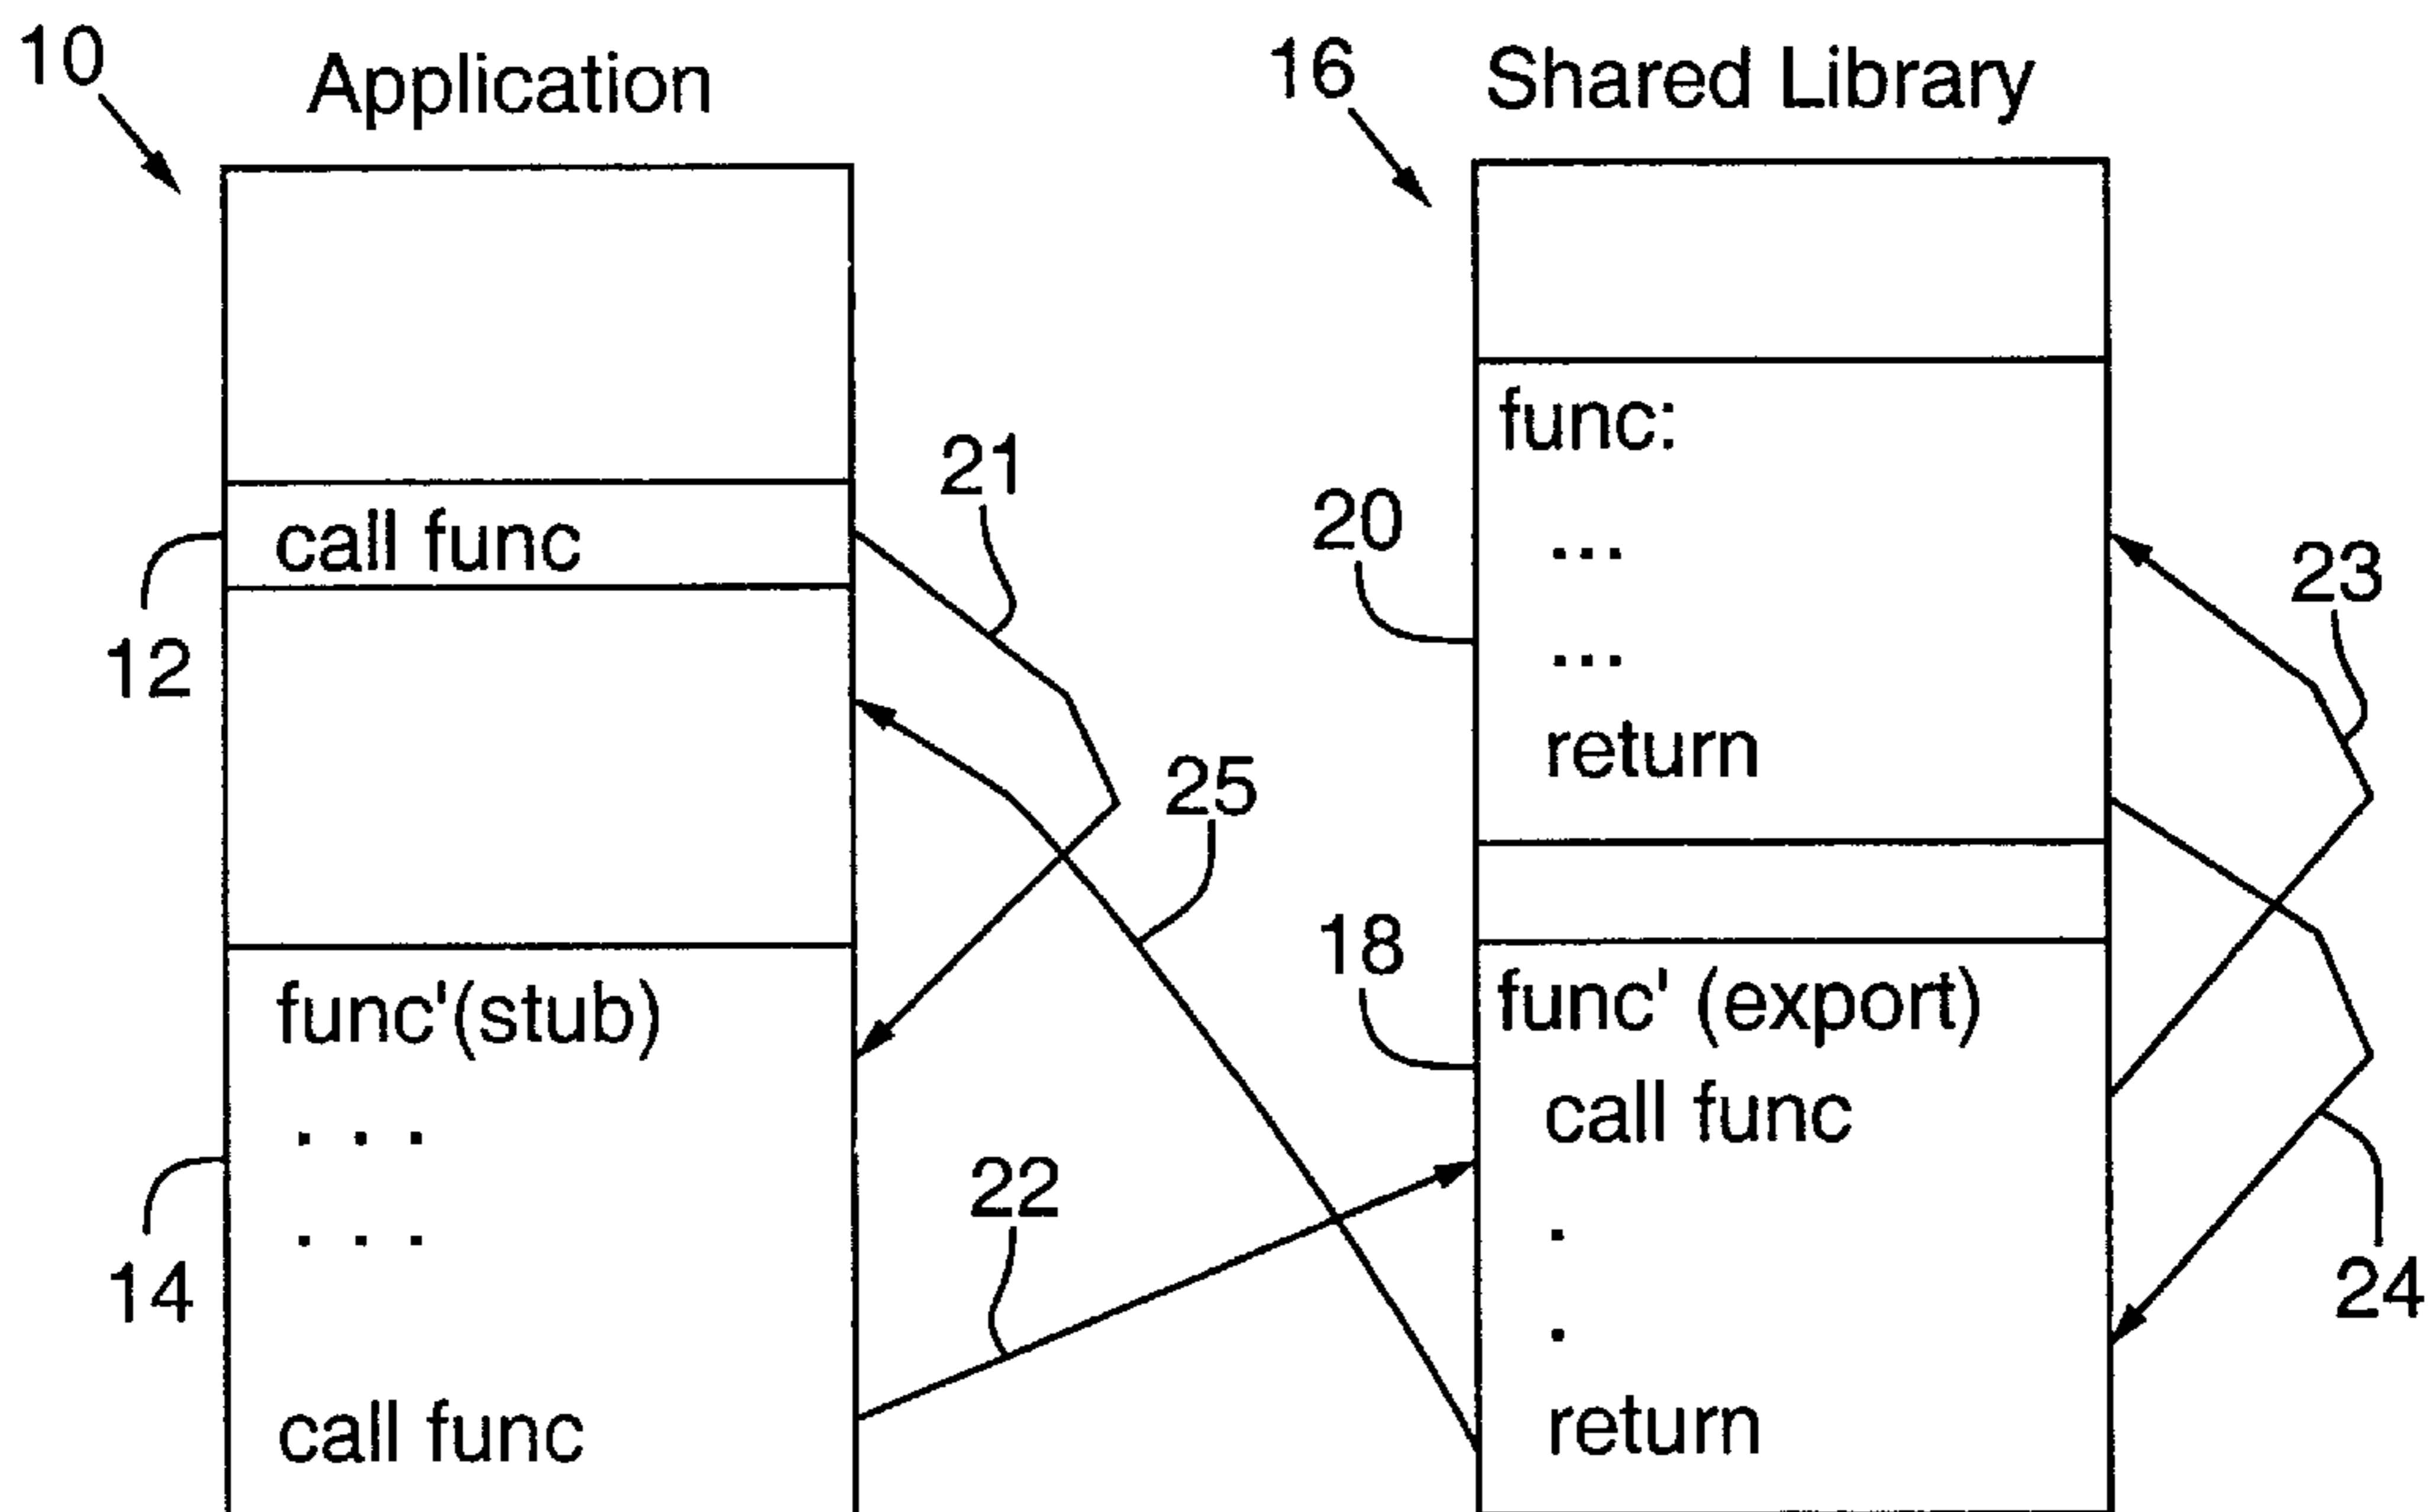 10
Application
call func
12
func'(stub)
. . .
. . .
14
call func
21
25
22
16
Shared Library
func:
...
20
...
return
18
func' (export)
call func
.
.
return
23
24